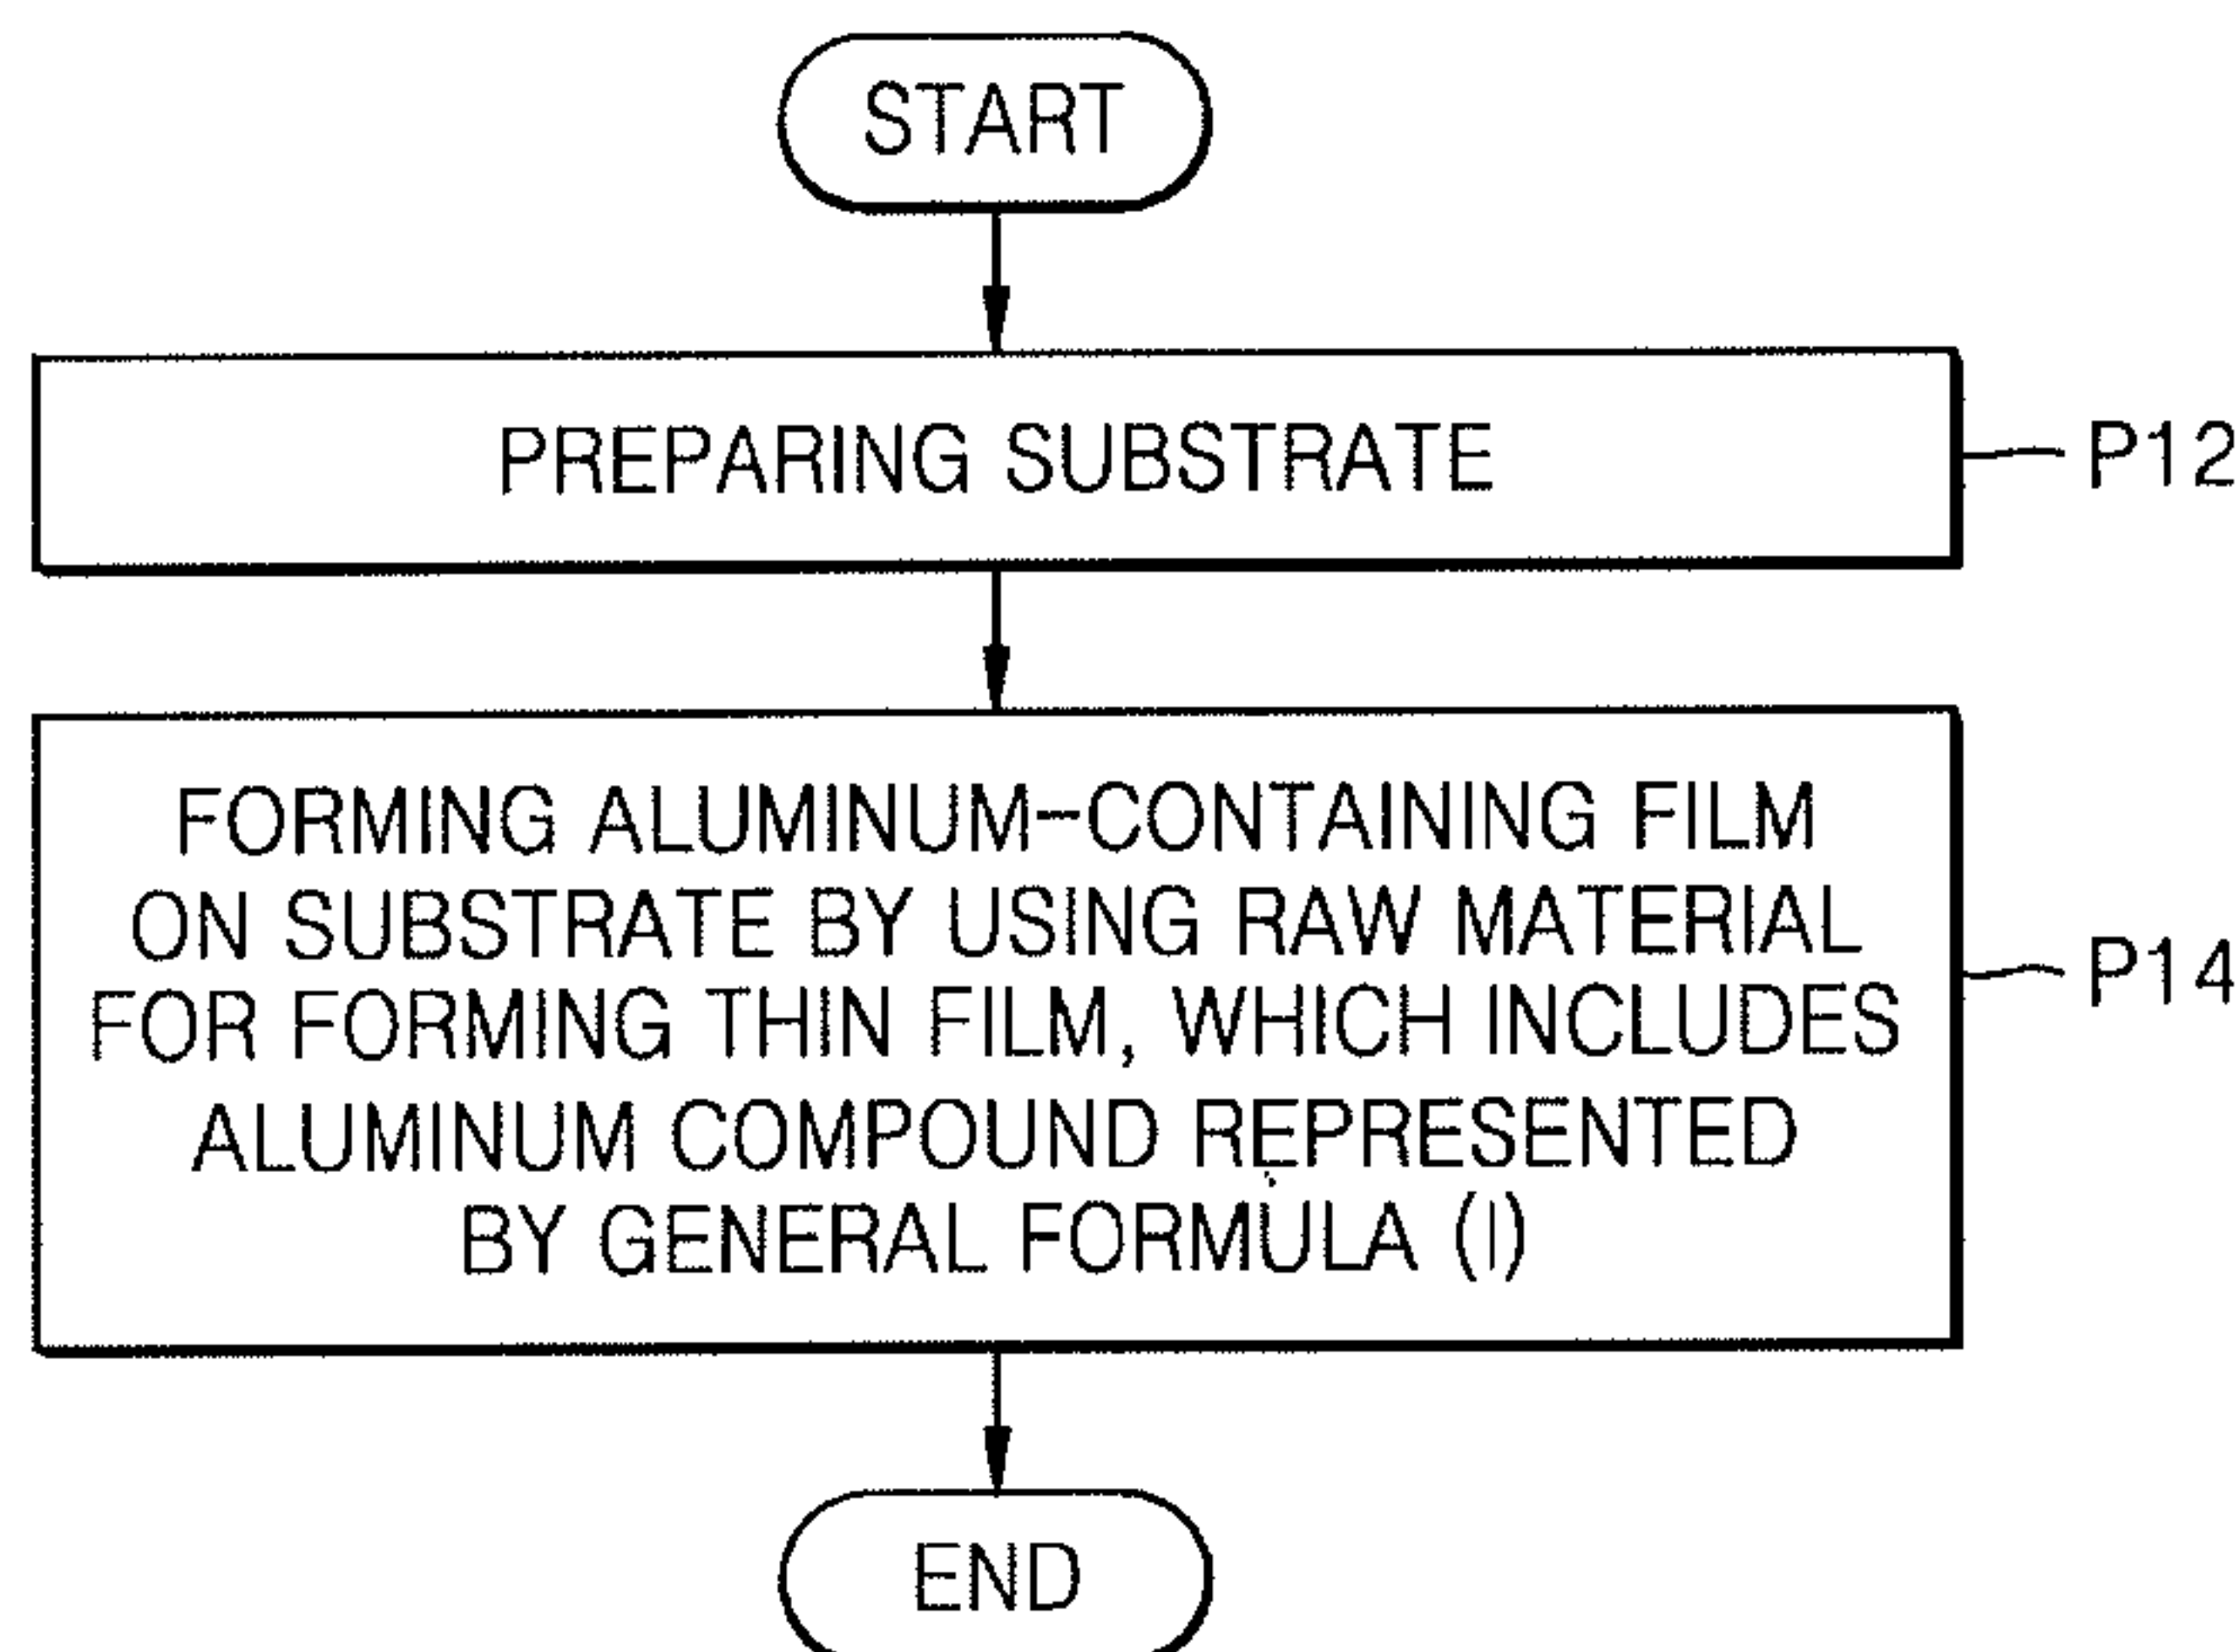 START
PREPARING SUBSTRATE
P12
FORMING ALUMINUM-CONTAINING FILM
ON SUBSTRATE BY USING RAW MATERIAL
FOR FORMING THIN FILM, WHICH INCLUDES
ALUMINUM COMPOUND REPRESENTED
BY GENERAL FORMULA (I)
P14
END